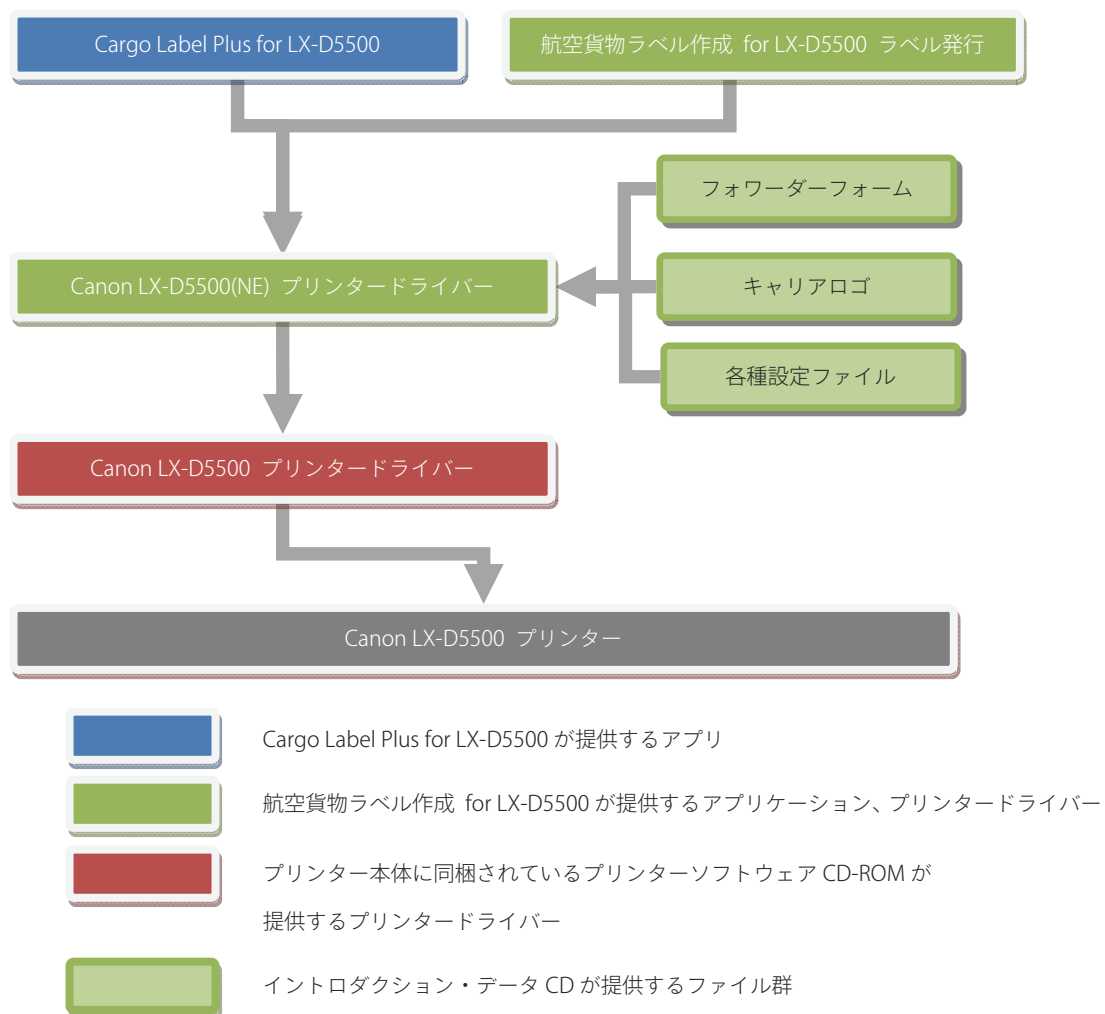 Cargo Label Plus for LX-D5500
航空貨物ラベル作成 for LX-D5500 ラベル発行
フォワーダーフォーム
Canon LX-D5500(NE) プリンタードライバー
キャリアロゴ
各種設定ファイル
Canon LX-D5500 プリンタードライバー
Canon LX-D5500 プリンター
Cargo Label Plus for LX-D5500 が提供するアプリ
航空貨物ラベル作成 for LX-D5500 が提供するアプリケーション、プリンタードライバー
プリンター本体に同梱されているプリンターソフトウェア CD-ROM が
提供するプリンタードライバー
イントロダクション・データ CD が提供するファイル群